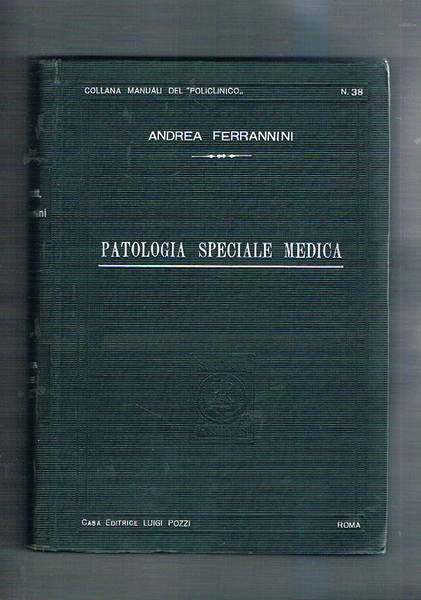 COLLANA MANUALI DEL "POLICLINICO„ N. 38
ANDREA FERRANNINI
PATOLOGIA SPECIALE MEDICA
CASA EDITRICE LUIGI POZZI ROMA